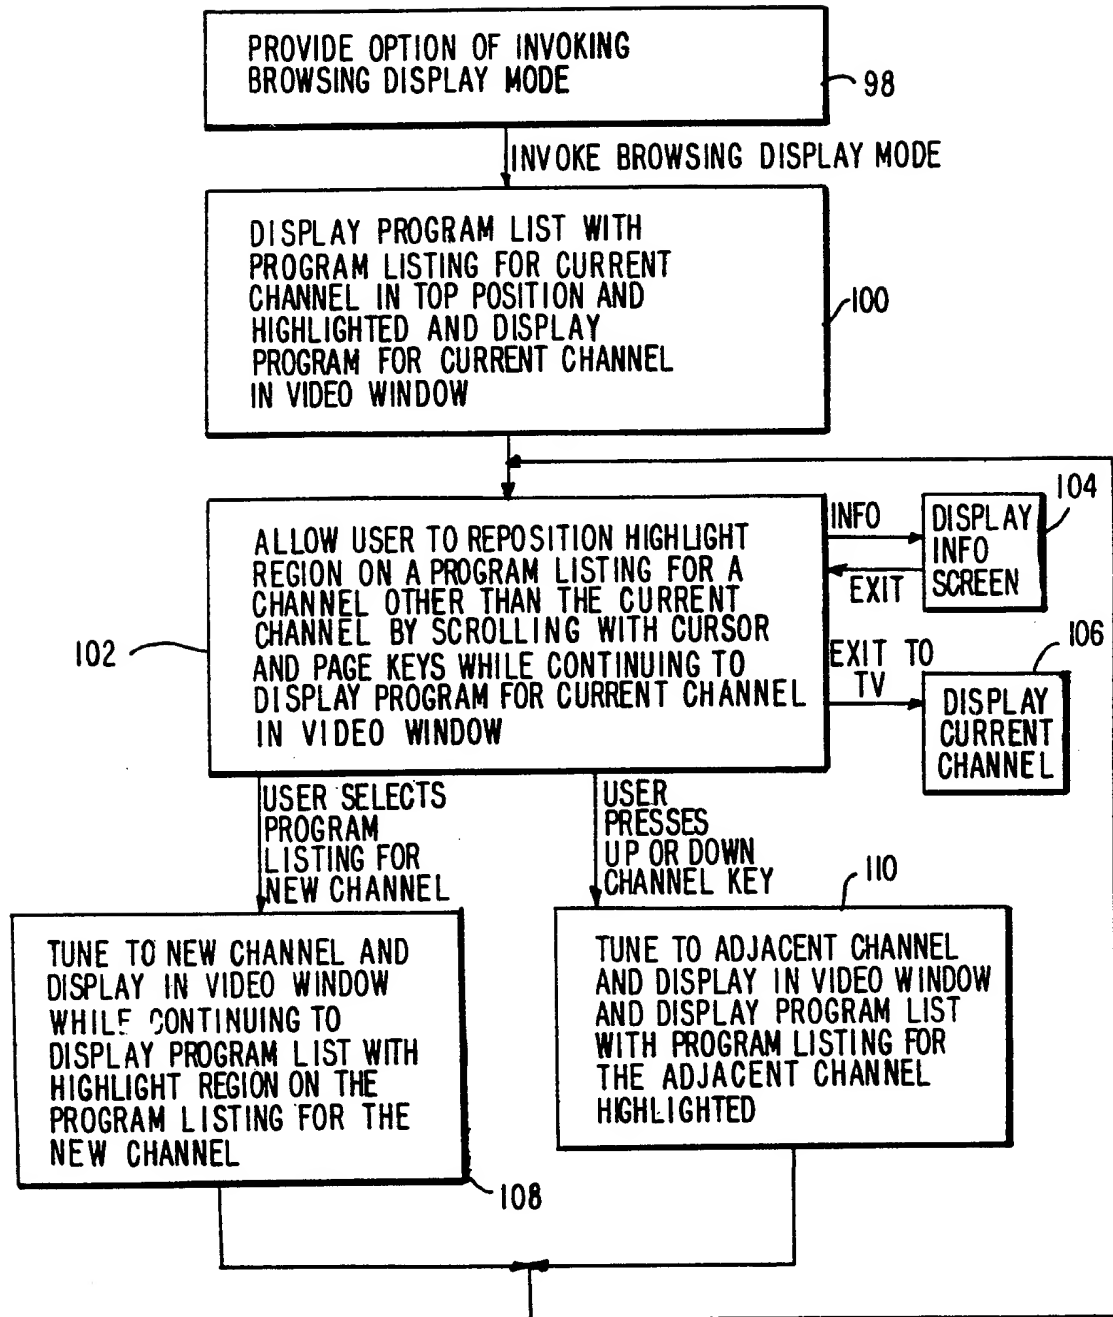 PROVIDE OPTION OF INVOKING
BROWSING DISPLAY MODE
98
INVOKE BROWSING DISPLAY MODE
DISPLAY PROGRAM LIST WITH
PROGRAM LISTING FOR CURRENT
CHANNEL IN TOP POSITION AND
HIGHLIGHTED AND DISPLAY
PROGRAM FOR CURRENT CHANNEL
IN VIDEO WINDOW
100
ALLOW USER TO REPOSITION HIGHLIGHT
REGION ON A PROGRAM LISTING FOR A
CHANNEL OTHER THAN THE CURRENT
CHANNEL BY SCROLLING WITH CURSOR
AND PAGE KEYS WHILE CONTINUING TO
DISPLAY PROGRAM FOR CURRENT CHANNEL
IN VIDEO WINDOW
102
INFO
EXIT
DISPLAY
INFO
SCREEN
104
EXIT TO
TV
DISPLAY
CURRENT
CHANNEL
106
USER SELECTS
PROGRAM
LISTING FOR
NEW CHANNEL
USER
PRESSES
UP OR DOWN
CHANNEL KEY
TUNE TO NEW CHANNEL AND
DISPLAY IN VIDEO WINDOW
WHILE CONTINUING TO
DISPLAY PROGRAM LIST WITH
HIGHLIGHT REGION ON THE
PROGRAM LISTING FOR THE
NEW CHANNEL
108
TUNE TO ADJACENT CHANNEL
AND DISPLAY IN VIDEO WINDOW
AND DISPLAY PROGRAM LIST
WITH PROGRAM LISTING FOR
THE ADJACENT CHANNEL
HIGHLIGHTED
110